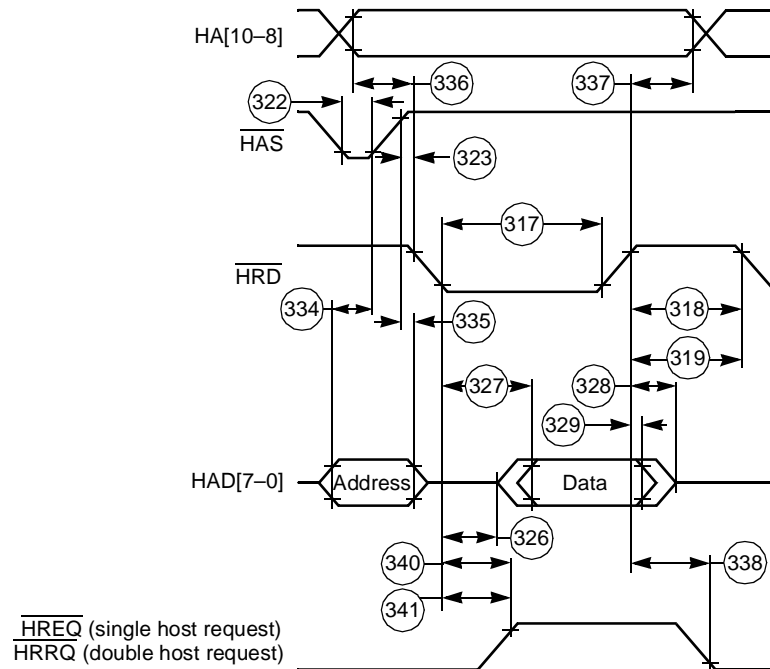 HA[10–8]
336
337
322
HAS
323
317
HRD
334
335
318
319
327
328
329
HAD[7–0]
Address
Data
326
340
338
341
HREQ (single host request)
HRRQ (double host request)